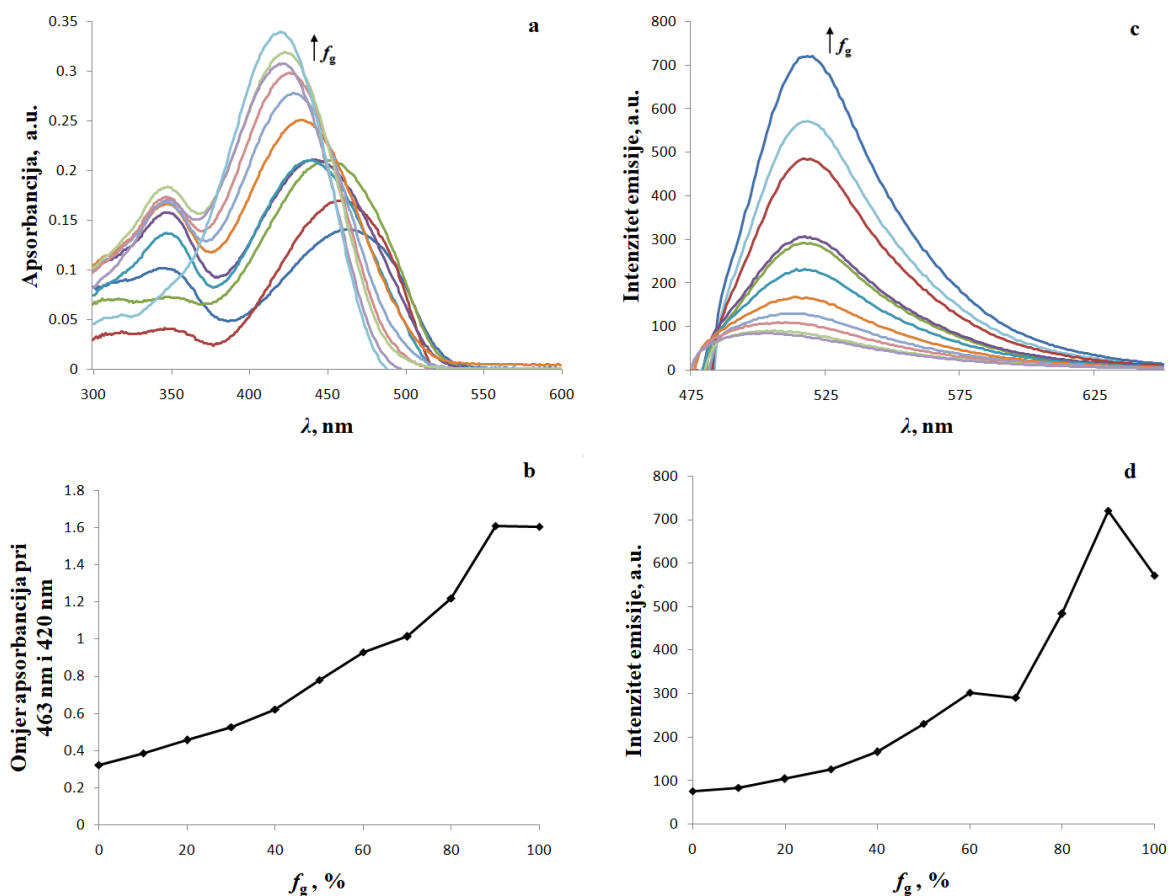 a
f g
Apsorbancija, a.u.
0.35
0.3
0.25
0.2
0.15
0.1
0.05
0
300 350 400 450 500 550 600
λ, nm
c
f g
Intenzitet emisije, a.u.
800
700
600
500
400
300
200
100
0
475 525 575 625
λ, nm
b
Omjer apsorbancija pri
463 nm i 420 nm
1.8
1.6
1.4
1.2
1
0.8
0.6
0.4
0.2
0
0 20 40 60 80 100
f g , %
d
Intenzitet emisije, a.u.
800
700
600
500
400
300
200
100
0
0 20 40 60 80 100
f g , %